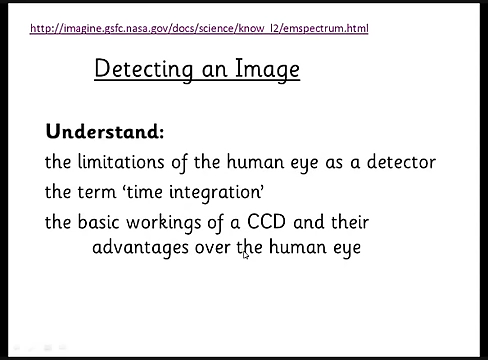 http://imagine.gsfc.nasa.gov/docs/science/know_l2/emspectrum.html
Detecting an Image
Understand:
the limitations of the human eye as a detector
the term ‘time integration’
the basic workings of a CCD and their
advantages over the human eye